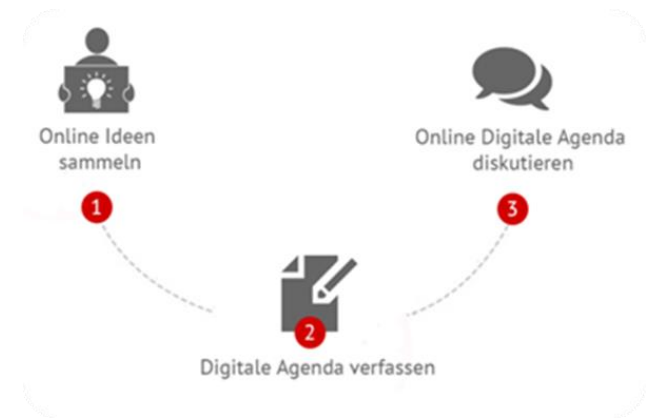 Online Ideen
sammeln
1
Online Digitale Agenda
diskutieren
3
2
Digitale Agenda verfassen